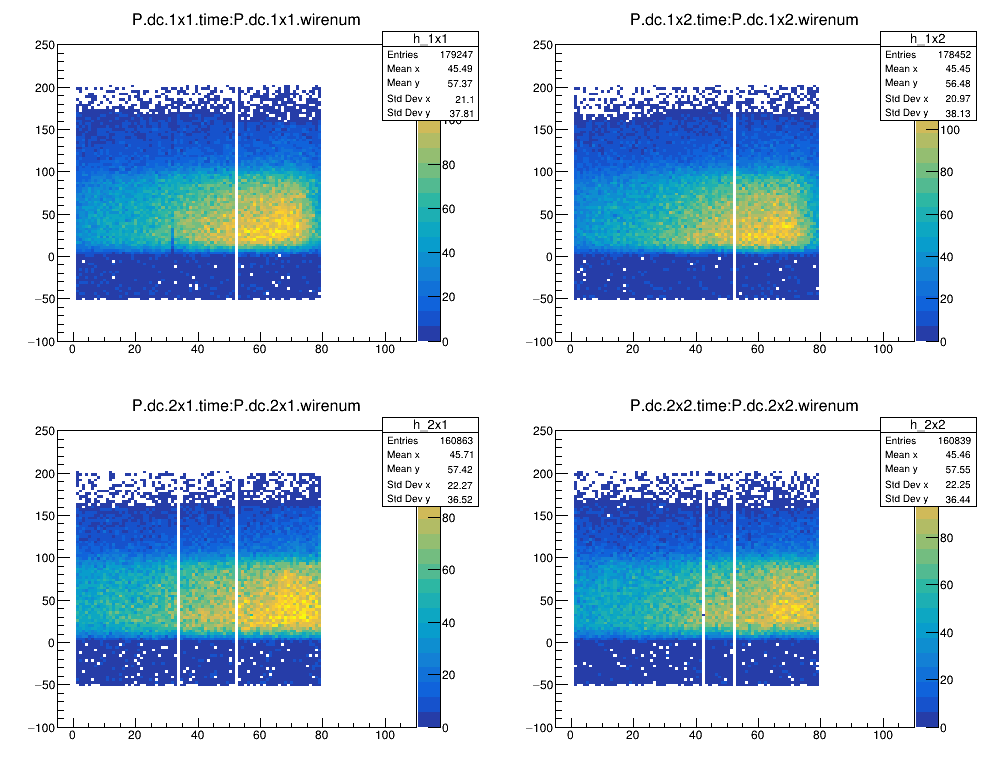 P.dc.1x1.time:P.dc.1x1.wirenum
h_1x1
Entries 179247
Mean x 45.49
Mean y 57.37
Std Dev x 21.1
Std Dev y 37.81
250
200
150
100
50
0
−50
−100
0 20 40 60 80 100
100
80
60
40
20
0
P.dc.1x2.time:P.dc.1x2.wirenum
h_1x2
Entries 178452
Mean x 45.45
Mean y 56.48
Std Dev x 20.97
Std Dev y 38.13
250
200
150
100
50
0
−50
−100
0 20 40 60 80 100
100
80
60
40
20
0
P.dc.2x1.time:P.dc.2x1.wirenum
h_2x1
Entries 160863
Mean x 45.71
Mean y 57.42
Std Dev x 22.27
Std Dev y 36.52
250
200
150
100
50
0
−50
−100
0 20 40 60 80 100
80
60
40
20
0
P.dc.2x2.time:P.dc.2x2.wirenum
h_2x2
Entries 160839
Mean x 45.46
Mean y 57.55
Std Dev x 22.25
Std Dev y 36.44
250
200
150
100
50
0
−50
−100
0 20 40 60 80 100
80
60
40
20
0